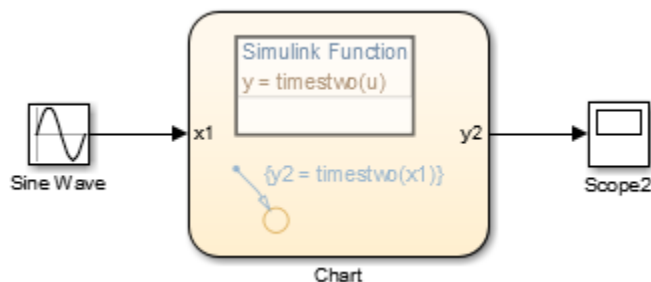 Simulink Function
y = timestwo(u)
x1
y2
{y2 = timestwo(x1)}
Sine Wave
Scope2
Chart